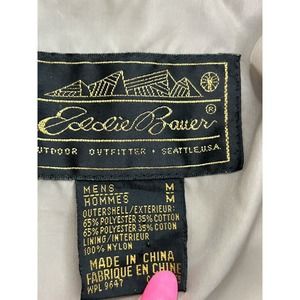 Eddie Bauer®
UTDOOR OUTFITTER • SEATTLE, U.S.A.
MENS M
HOMMES M
OUTERSHELL/EXTERIEUR:
65% POLYESTER 35% COTTON
65% POLYESTER 35% COTON
LINING/INTERIEUR
100% NYLON
MADE IN CHINA
FABRIQUE EN CHINE
WPL 9647